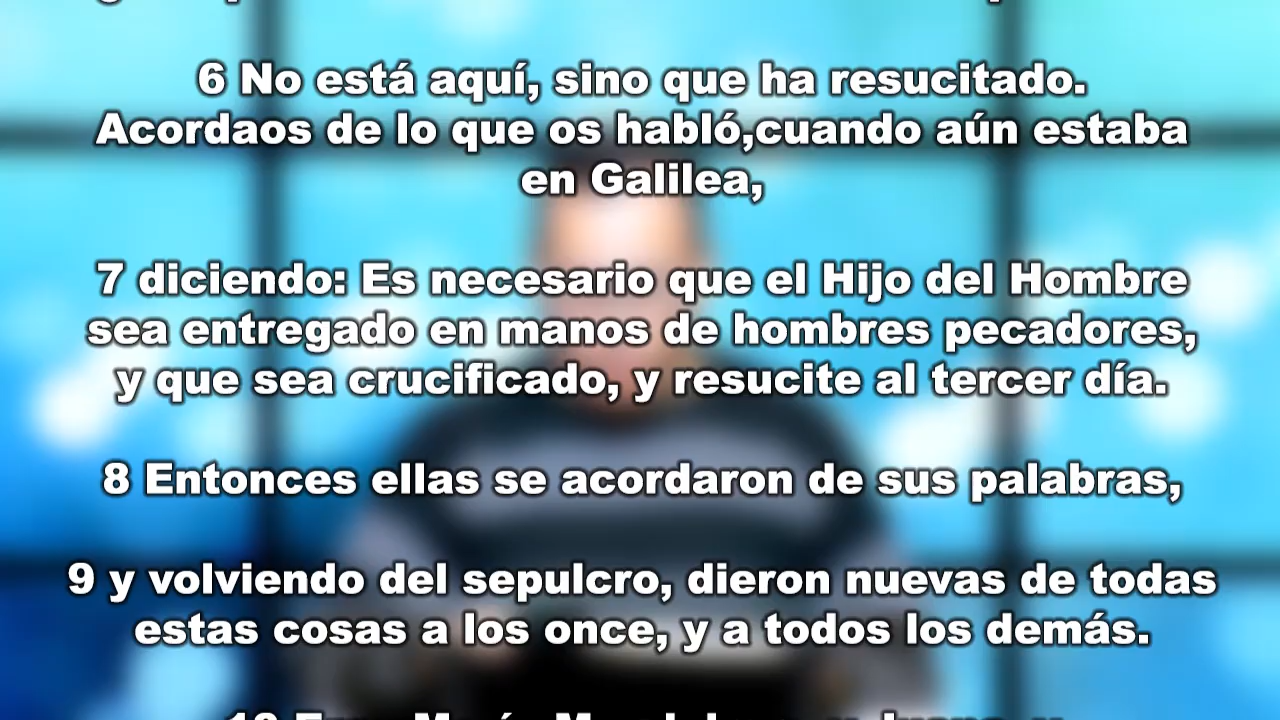 6 No está aquí, sino que ha resucitado.
Acordaos de lo que os habló,cuando aún estaba
en Galilea,
7 diciendo: Es necesario que el Hijo del Hombre
sea entregado en manos de hombres pecadores,
y que sea crucificado, y resucite al tercer día.
8 Entonces ellas se acordaron de sus palabras,
9 y volviendo del sepulcro, dieron nuevas de todas
estas cosas a los once, y a todos los demás.